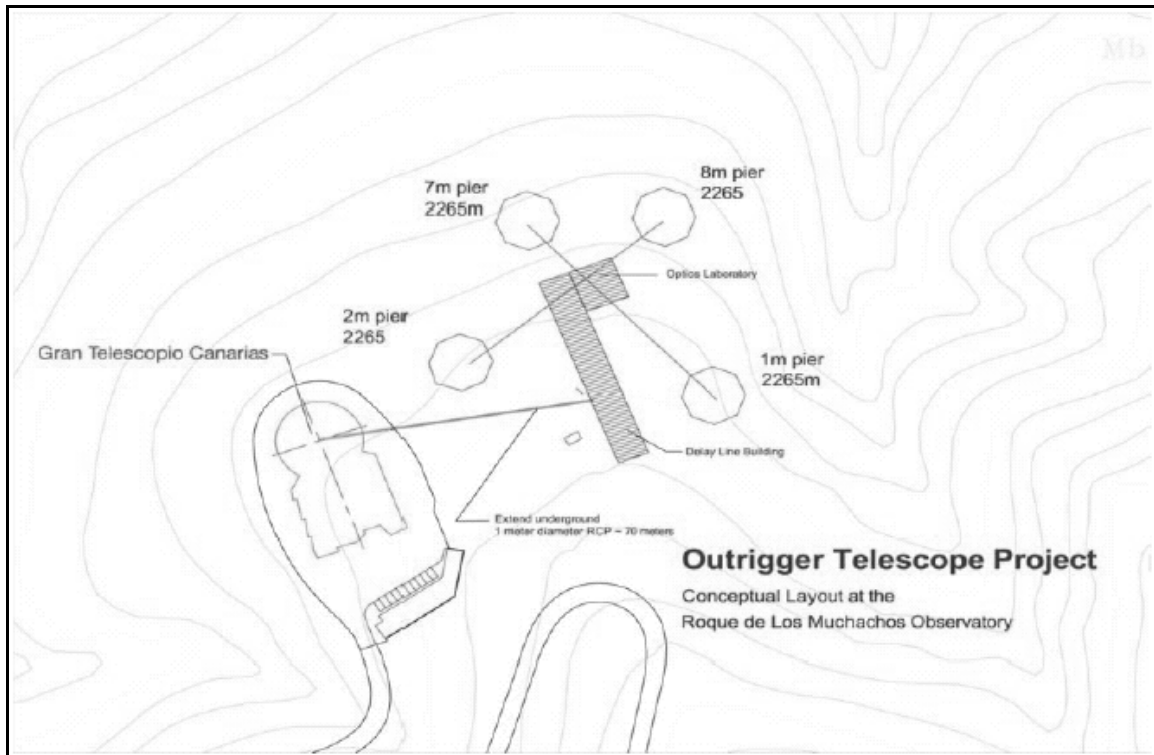 Mb
7m pier
2265m
8m pier
2265
Optics Laboratory
2m pier
2265
Gran Telescopio Canarias
1m pier
2265m
Delay Line Building
Extend underground
1 meter diameter RCP ~ 70 meters
Outrigger Telescope Project
Conceptual Layout at the
Roque de Los Muchachos Observatory